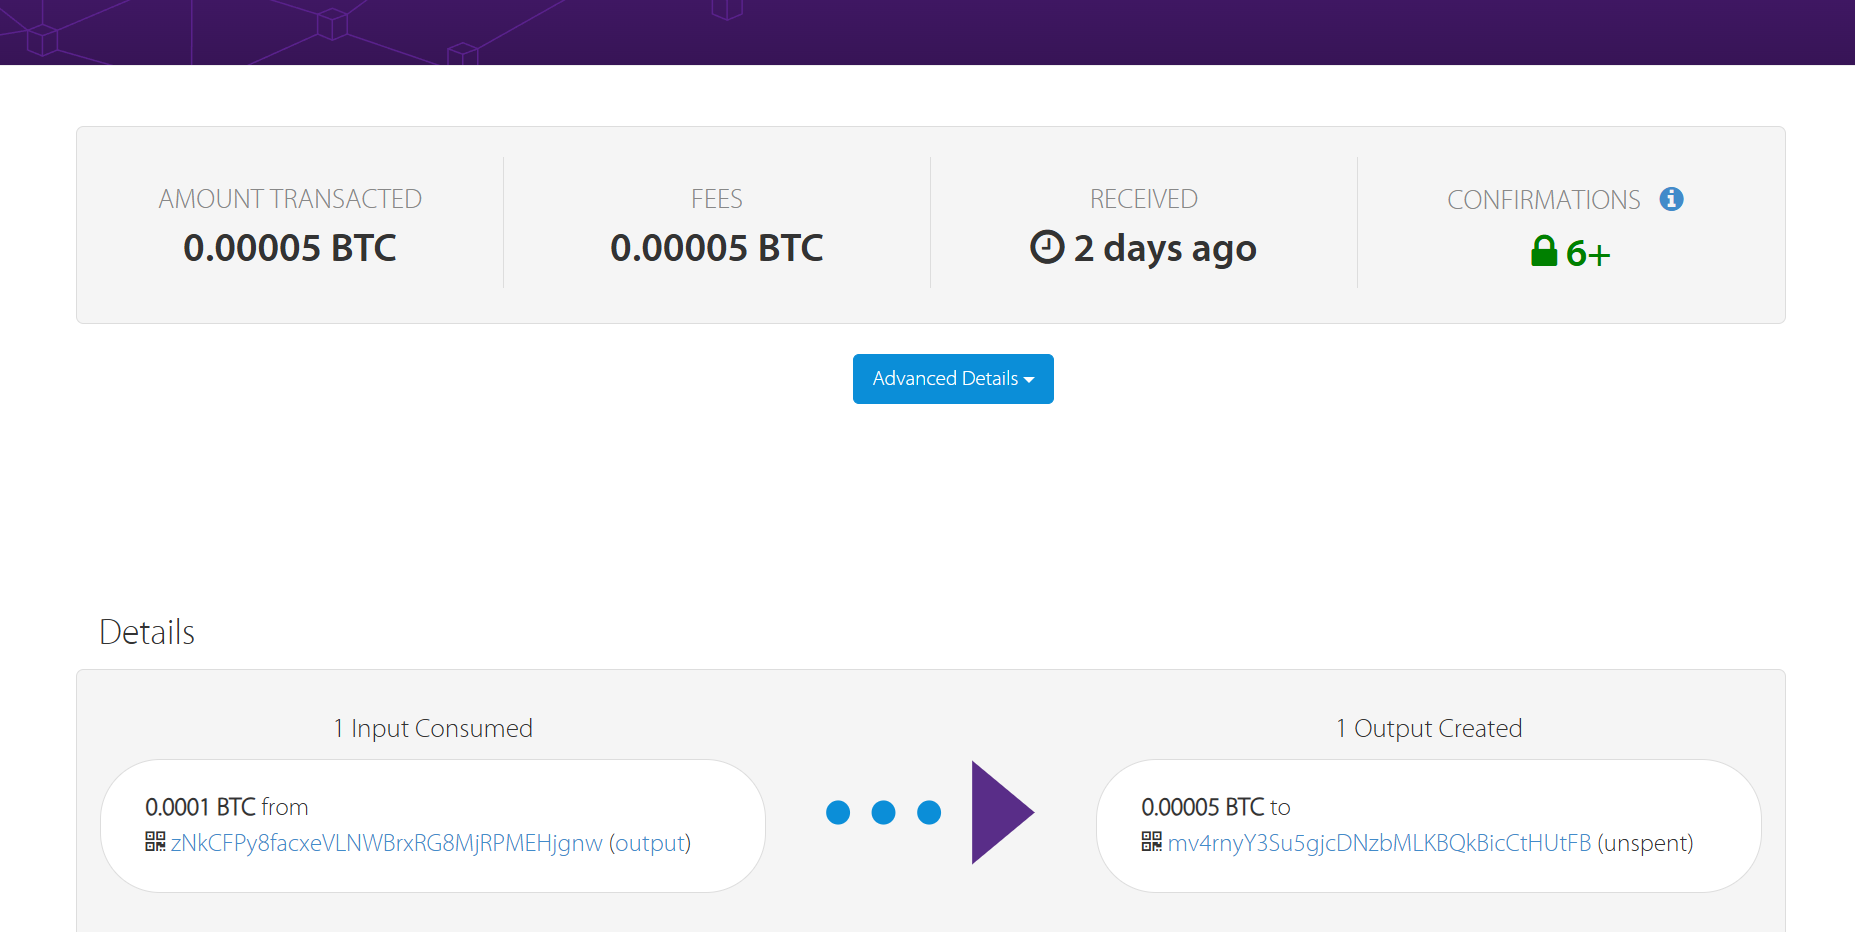 AMOUNT TRANSACTED
0.00005 BTC
FEES
0.00005 BTC
RECEIVED
2 days ago
CONFIRMATIONS
6+
Advanced Details
Details
1 Input Consumed
0.0001 BTC from
zNkCFPy8facxeVLNWBrxRG8MjRPMEHjgnw (output)
1 Output Created
0.00005 BTC to
mv4rnyY3Su5gjcDNzbMLKBQkBicCtHUtFB (unspent)